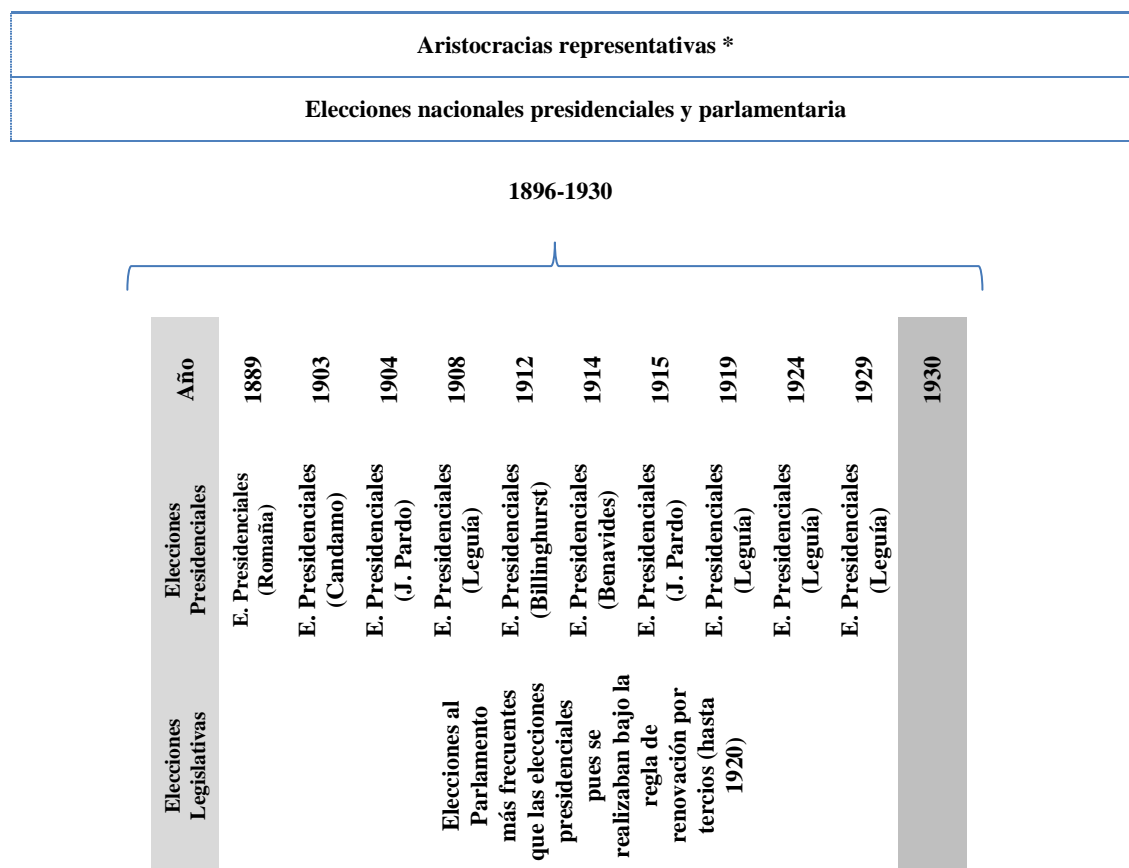 Aristocracias representativas *
Elecciones nacionales presidenciales y parlamentaria
1896-1930
Año
1889
1903
1904
1908
1912
1914
1915
1919
1924
1929
1930
Elecciones
Presidenciales
E. Presidenciales
(Romaña)
E. Presidenciales
(Candamo)
E. Presidenciales
(J. Pardo)
E. Presidenciales
(Leguía)
E. Presidenciales
(Billinghurst)
E. Presidenciales
(Benavides)
E. Presidenciales
(J. Pardo)
E. Presidenciales
(Leguía)
E. Presidenciales
(Leguía)
E. Presidenciales
(Leguía)
Elecciones
Legislativas
Elecciones al
Parlamento
más frecuentes
que las elecciones
presidenciales
pues se
realizaban bajo la
regla de
renovación por
tercios (hasta
1920)